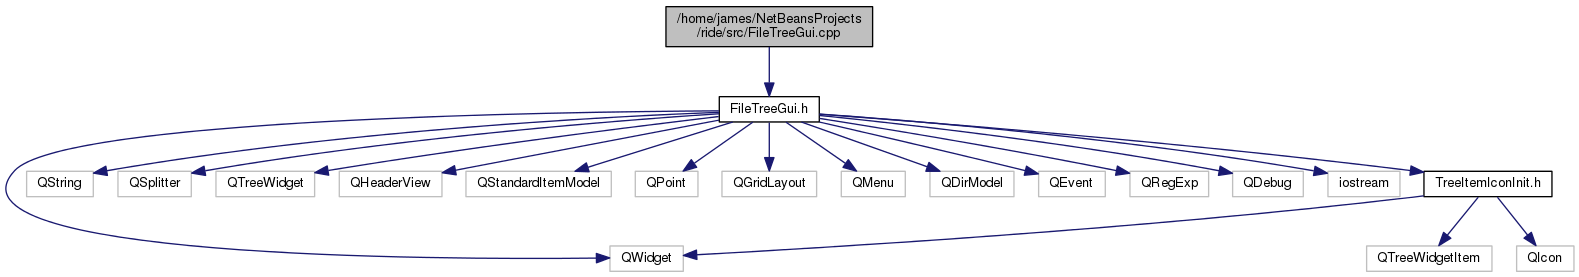 /home/james/NetBeansProjects
/ride/src/FileTreeGui.cpp
FileTreeGui.h
QString
QSplitter
QTreeWidget
QHeaderView
QStandardItemModel
QPoint
QGridLayout
QMenu
QDirModel
QEvent
QRegExp
QDebug
iostream
TreeItemIconInit.h
QWidget
QTreeWidgetItem
QIcon